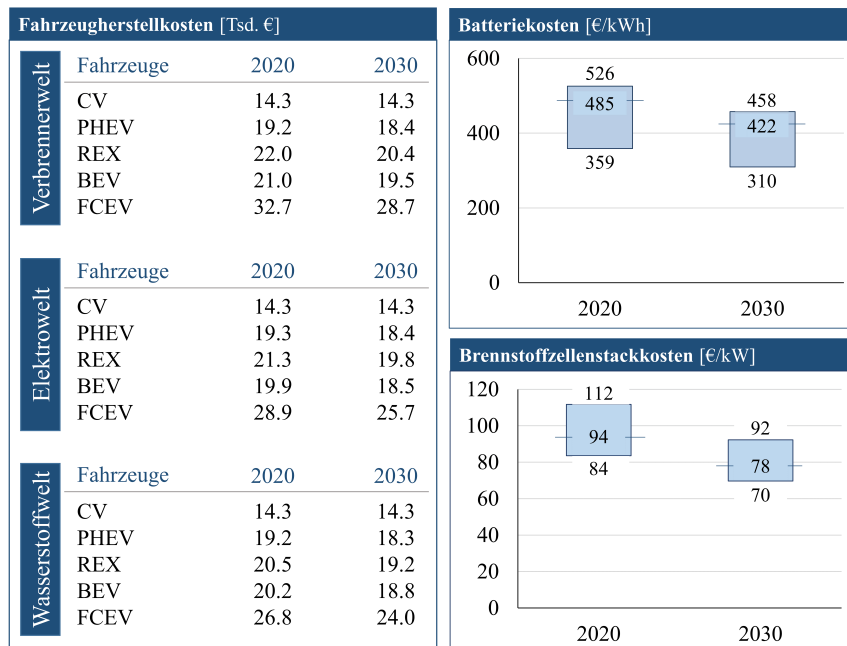 Fahrzeugherstellkosten [Tsd. €]
Verbrennerwelt
Fahrzeuge 2020 2030
CV 14.3 14.3
PHEV 19.2 18.4
REX 22.0 20.4
BEV 21.0 19.5
FCEV 32.7 28.7
Elektrowelt
Fahrzeuge 2020 2030
CV 14.3 14.3
PHEV 19.3 18.4
REX 21.3 19.8
BEV 19.9 18.5
FCEV 28.9 25.7
Wasserstoffwelt
Fahrzeuge 2020 2030
CV 14.3 14.3
PHEV 19.2 18.3
REX 20.5 19.2
BEV 20.2 18.8
FCEV 26.8 24.0
Batteriekosten [€/kWh]
600
526
458
485
422
400
359
310
200
0
2020 2030
Brennstoffzellenstackkosten [€/kW]
120
112
100
92
94
80
84
78
70
60
40
20
0
2020 2030